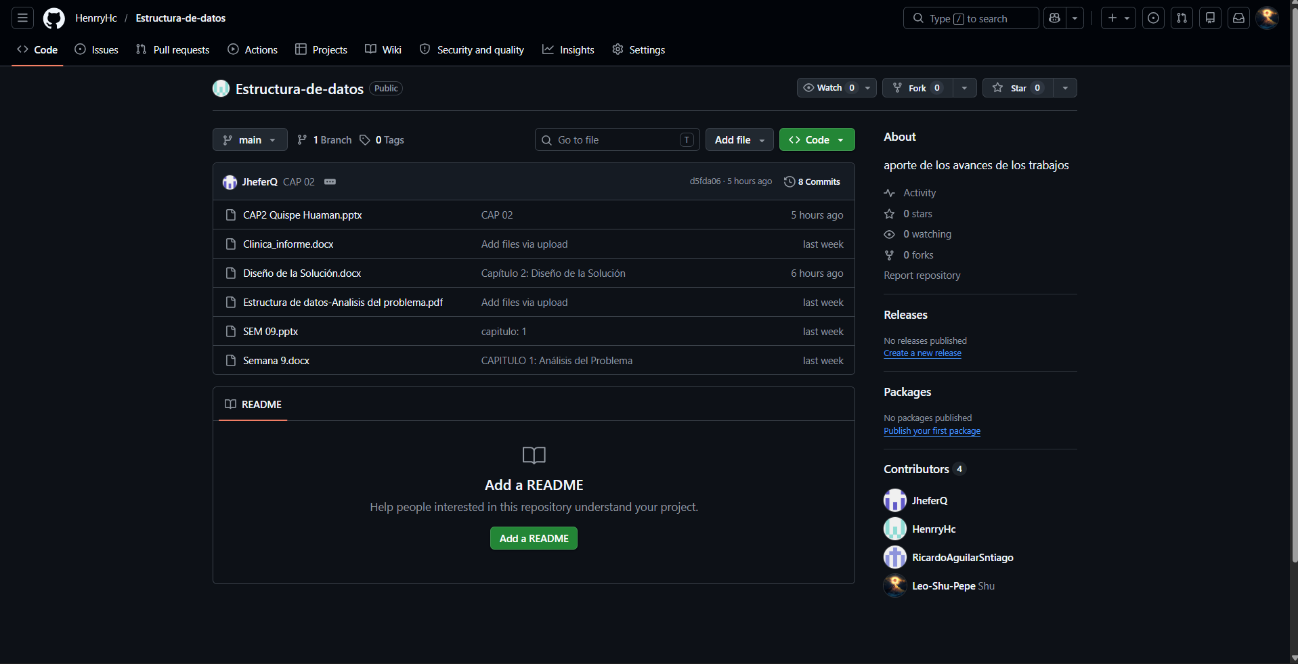 HenrryHc / Estructura-de-datos
Type / to search
Code Issues Pull requests Actions Projects Wiki Security and quality Insights Settings
Estructura-de-datos Public
Watch 0 Fork 0 Star 0
main 1 Branch 0 Tags Go to file T Add file Code
JheferQ CAP 02 d5fda06 · 5 hours ago 8 Commits
CAP2 Quispe Huaman.pptx CAP 02 5 hours ago
Clinica_informe.docx Add files via upload last week
Diseño de la Solución.docx Capítulo 2: Diseño de la Solución 6 hours ago
Estructura de datos-Analisis del problema.pdf Add files via upload last week
SEM 09.pptx capitulo: 1 last week
Semana 9.docx CAPITULO 1: Análisis del Problema last week
README
Add a README
Help people interested in this repository understand your project.
Add a README
About
aporte de los avances de los trabajos
Activity
0 stars
0 watching
0 forks
Report repository
Releases
No releases published
Create a new release
Packages
No packages published
Publish your first package
Contributors 4
JheferQ
HenrryHc
RicardoAguilarSntiago
Leo-Shu-Pepe Shu